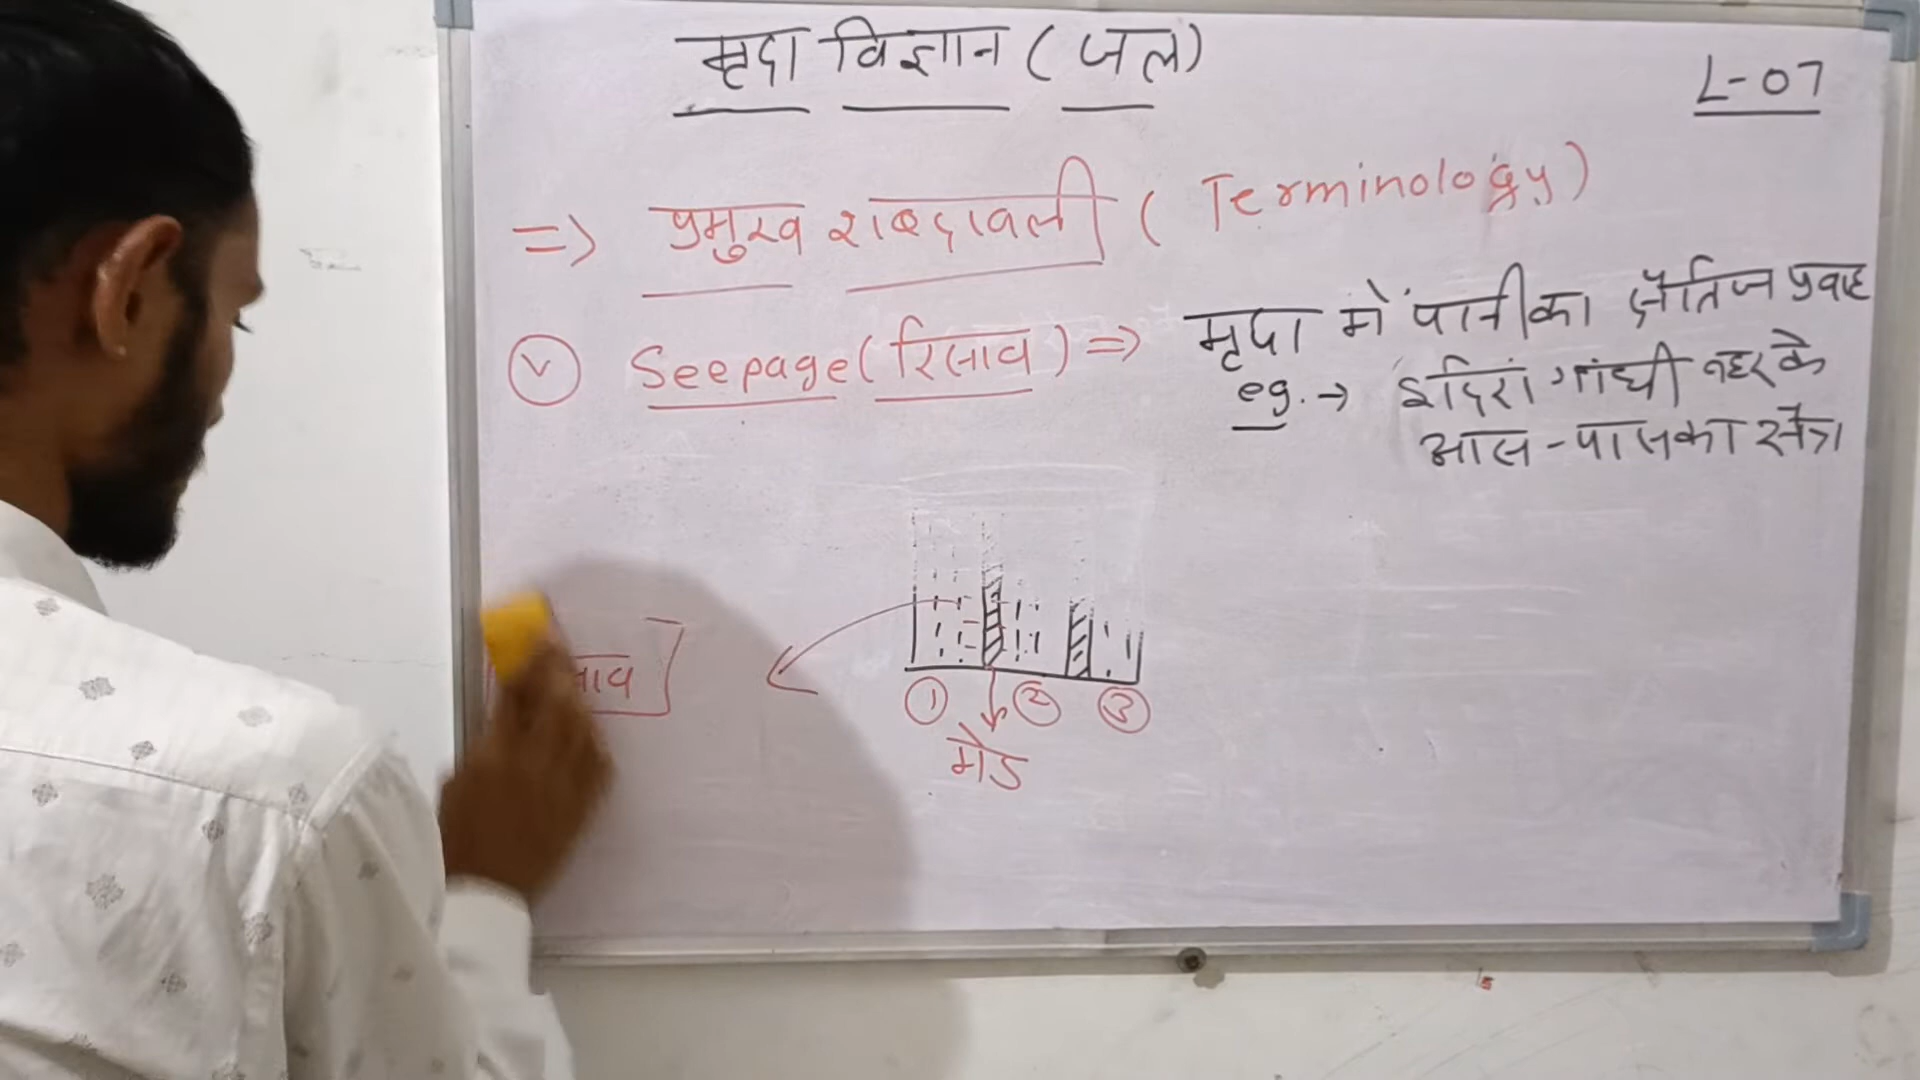 मृदा विज्ञान (जल)
L-07
=> प्रमुख शब्दावली (Terminology)
(v) Seepage (रिसाव) => मृदा में पानी का क्षैतिज प्रवाह
eg. → इंदिरा गांधी नहर के
आस-पास का क्षेत्र
① ② ③
मेड